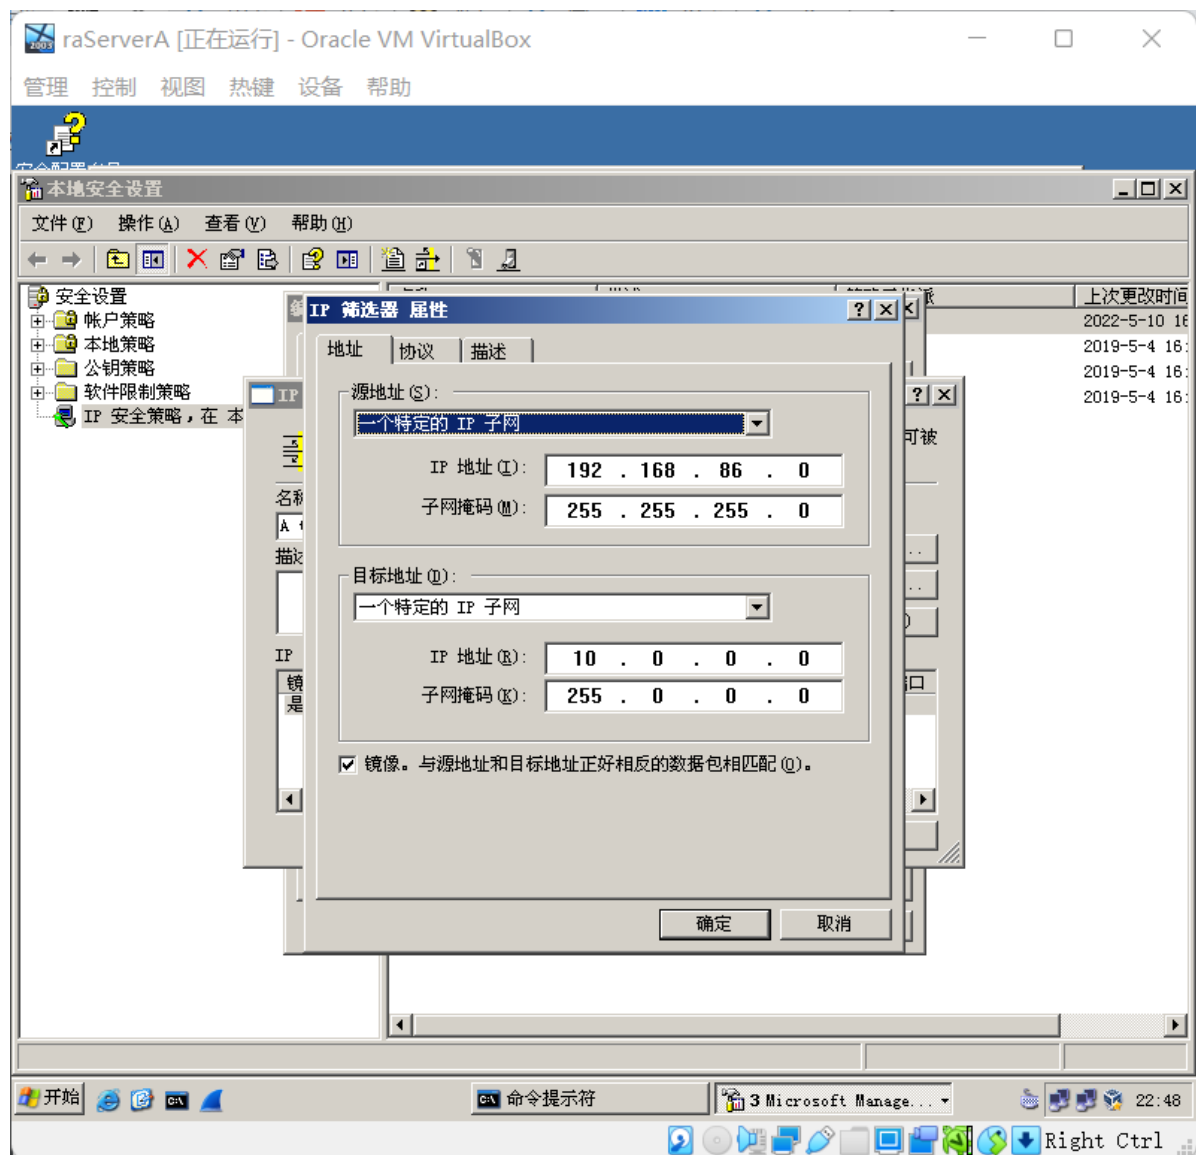 raServerA [正在运行] - Oracle VM VirtualBox
管理 控制 视图 热键 设备 帮助
本地安全设置
文件(F) 操作(A) 查看(V) 帮助(H)
安全设置
帐户策略
本地策略
公钥策略
软件限制策略
IP 安全策略，在 本
上次更改时间
2022-5-10 16
2019-5-4 16:
2019-5-4 16:
2019-5-4 16:
IP
可被
名称
A
描述
IP
镜
是
口
IP 筛选器 属性
地址 协议 描述
源地址(S):
一个特定的 IP 子网
IP 地址(I): 192 . 168 . 86 . 0
子网掩码(M): 255 . 255 . 255 . 0
目标地址(D):
一个特定的 IP 子网
IP 地址(R): 10 . 0 . 0 . 0
子网掩码(K): 255 . 0 . 0 . 0
镜像。与源地址和目标地址正好相反的数据包相匹配(O)。
确定 取消
开始 命令提示符 3 Microsoft Manage... 22:48
Right Ctrl